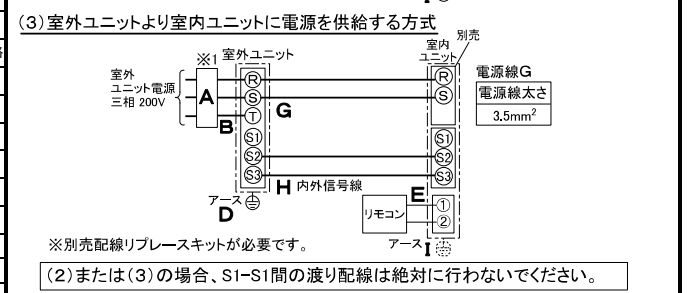 (3)室外ユニットより室内ユニットに電源を供給する方式
別売
※1
室外ユニット
室内
ユニット
室外
ユニット電源
三相 200V
A
B
R
S
T
S1
S2
S3
G
H 内外信号線
アース
D
R
S
S1
S2
S3
E
リモコン
①
②
アース I
電源線G
電源線太さ
3.5mm²
※別売配線リプレースキットが必要です。
(2)または(3)の場合、S1-S1間の渡り配線は絶対に行わないでください。